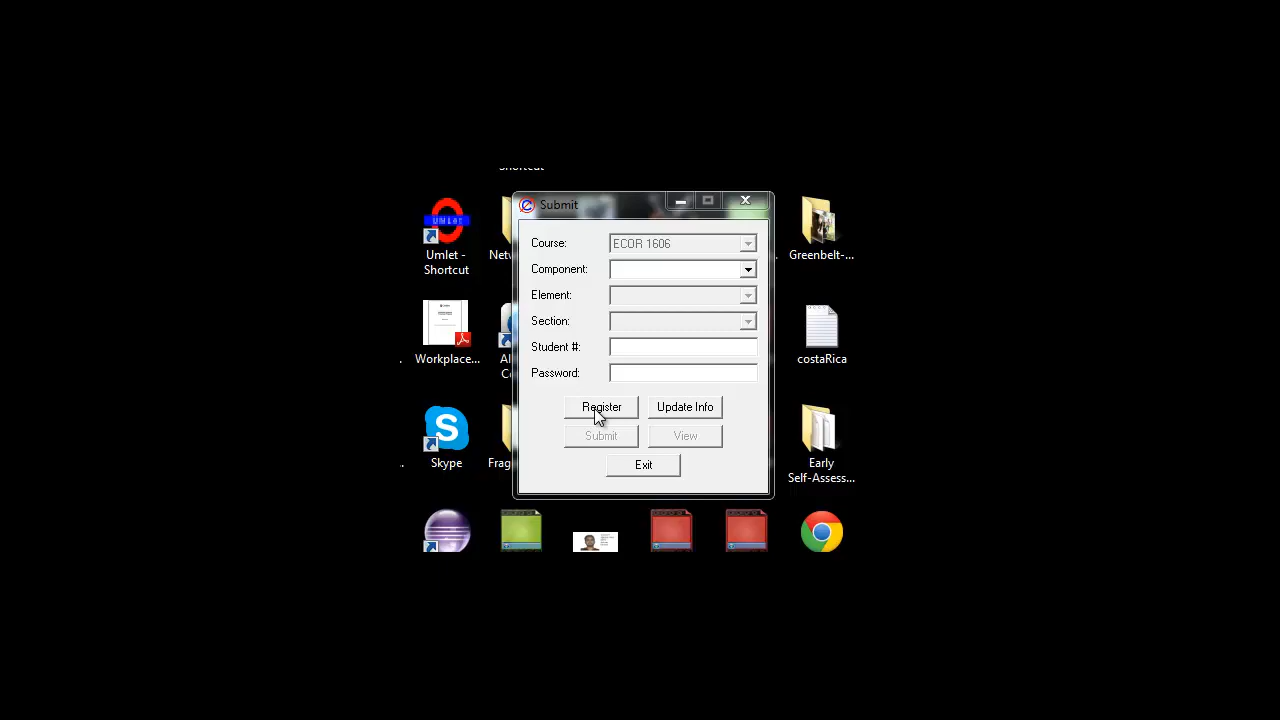 Shortcut
Submit
Course: ECOR 1606
Component:
Element:
Section:
Student #:
Password:
Register Update Info
Submit View
Exit
UMLet
Umlet -
Shortcut
Greenbelt-...
Workplace...
costaRica
Skype
Early
Self-Assess...